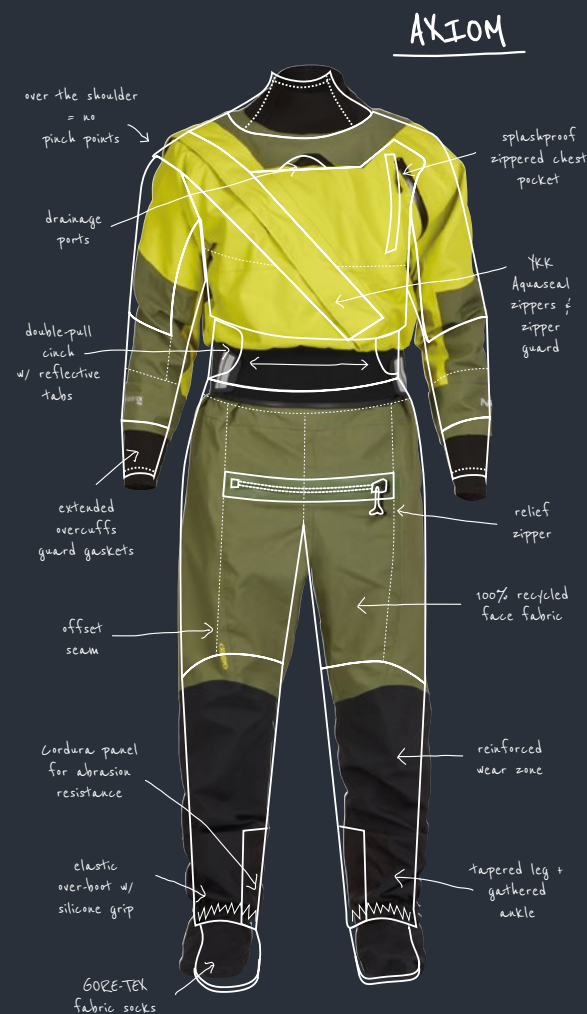 AXIOM
over the shoulder
= no
pinch points
splashproof
zippered chest
pocket
drainage
ports
YKK
Aquaseal
zippers &
zipper
guard
double-pull
cinch
w/ reflective
tabs
extended
overcuffs
guard gaskets
relief
zipper
100% recycled
face fabric
offset
seam
Cordura panel
for abrasion
resistance
reinforced
wear zone
elastic
over-boot w/
silicone grip
tapered leg +
gathered
ankle
GORE-TEX
fabric socks